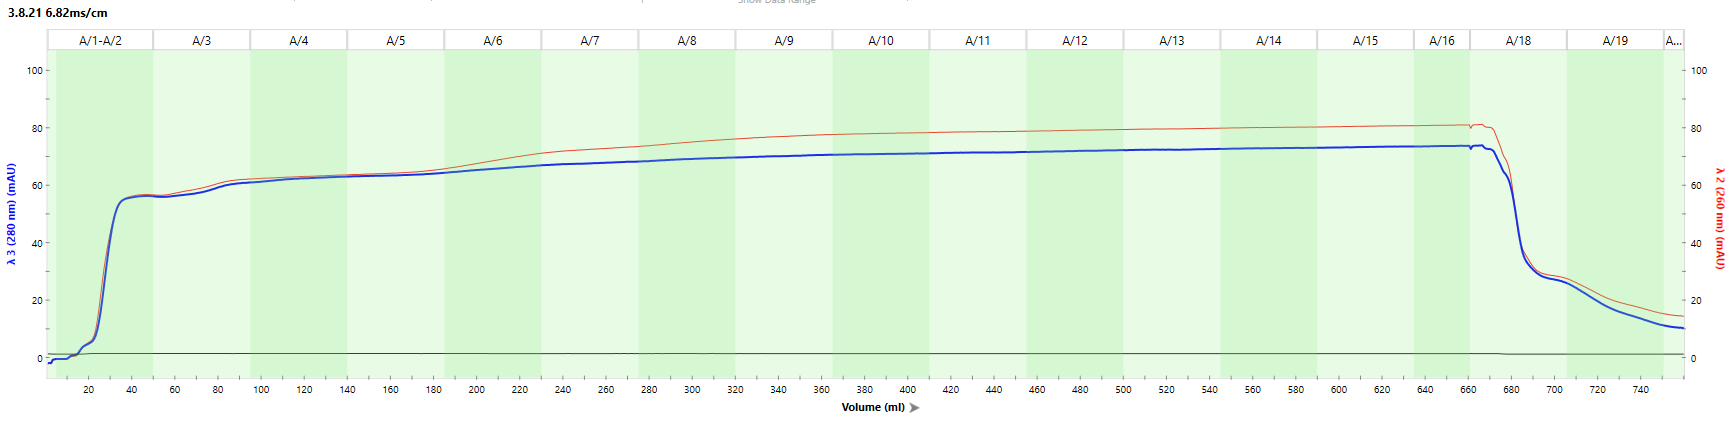 Show Data Range
3.8.21 6.82ms/cm
A/1-A/2 A/3 A/4 A/5 A/6 A/7 A/8 A/9 A/10 A/11 A/12 A/13 A/14 A/15 A/16 A/18 A/19 A...
100 100
80 80
60 60
40 40
20 20
0 0
λ 3 (280 nm) (mAU)
λ 2 (260 nm) (mAU)
20 40 60 80 100 120 140 160 180 200 220 240 260 280 300 320 340 360 380 400 420 440 460 480 500 520 540 560 580 600 620 640 660 680 700 720 740
Volume (ml)